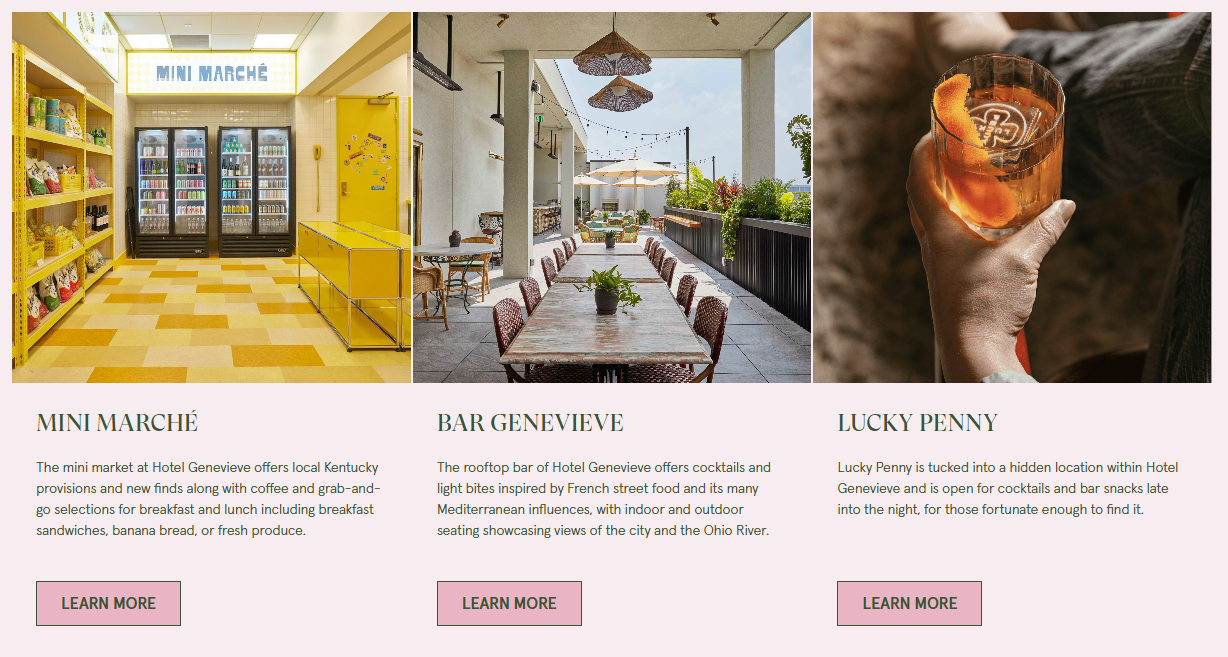 MINI MARCHÉ
MINI MARCHÉ
The mini market at Hotel Genevieve offers local Kentucky
provisions and new finds along with coffee and grab-and-
go selections for breakfast and lunch including breakfast
sandwiches, banana bread, or fresh produce.
LEARN MORE
BAR GENEVIEVE
The rooftop bar of Hotel Genevieve offers cocktails and
light bites inspired by French street food and its many
Mediterranean influences, with indoor and outdoor
seating showcasing views of the city and the Ohio River.
LEARN MORE
LUCKY PENNY
Lucky Penny is tucked into a hidden location within Hotel
Genevieve and is open for cocktails and bar snacks late
into the night, for those fortunate enough to find it.
LEARN MORE